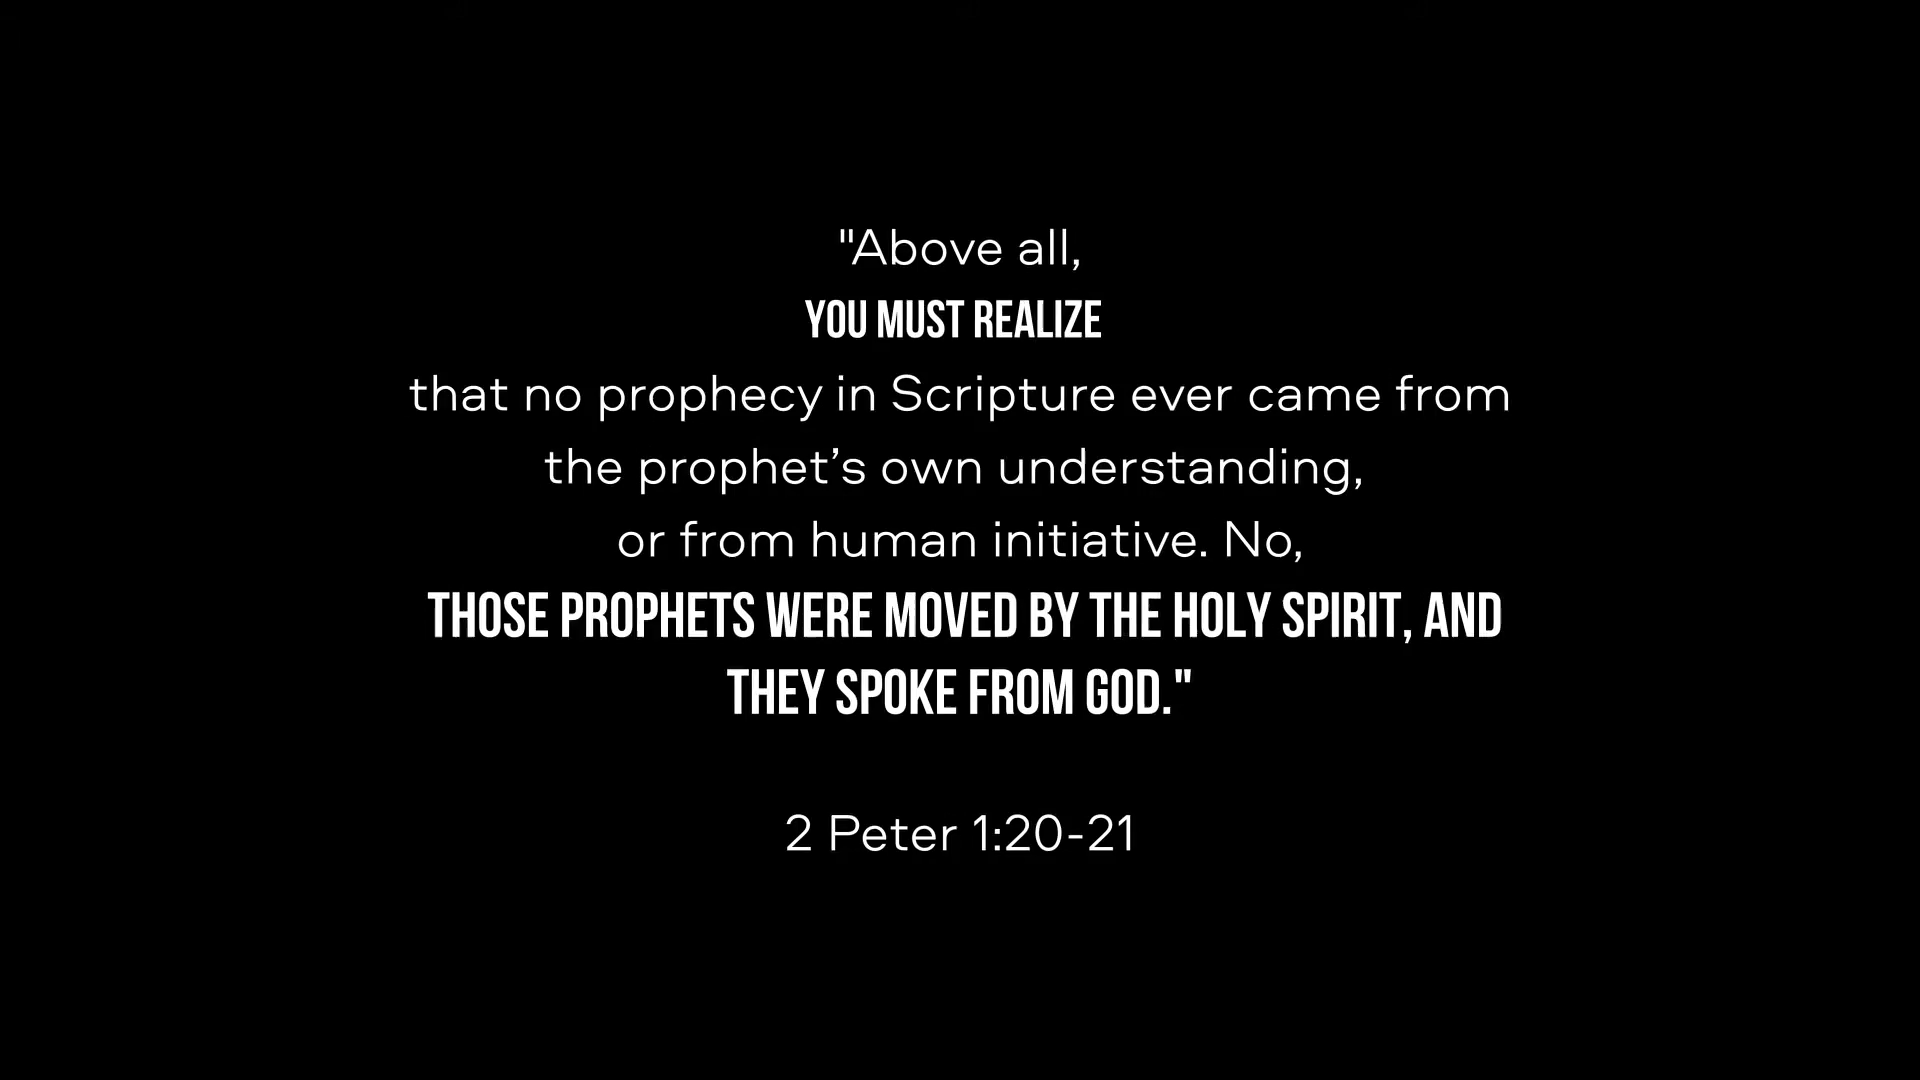 "Above all,
YOU MUST REALIZE
that no prophecy in Scripture ever came from
the prophet’s own understanding,
or from human initiative. No,
THOSE PROPHETS WERE MOVED BY THE HOLY SPIRIT, AND
THEY SPOKE FROM GOD."
2 Peter 1:20-21